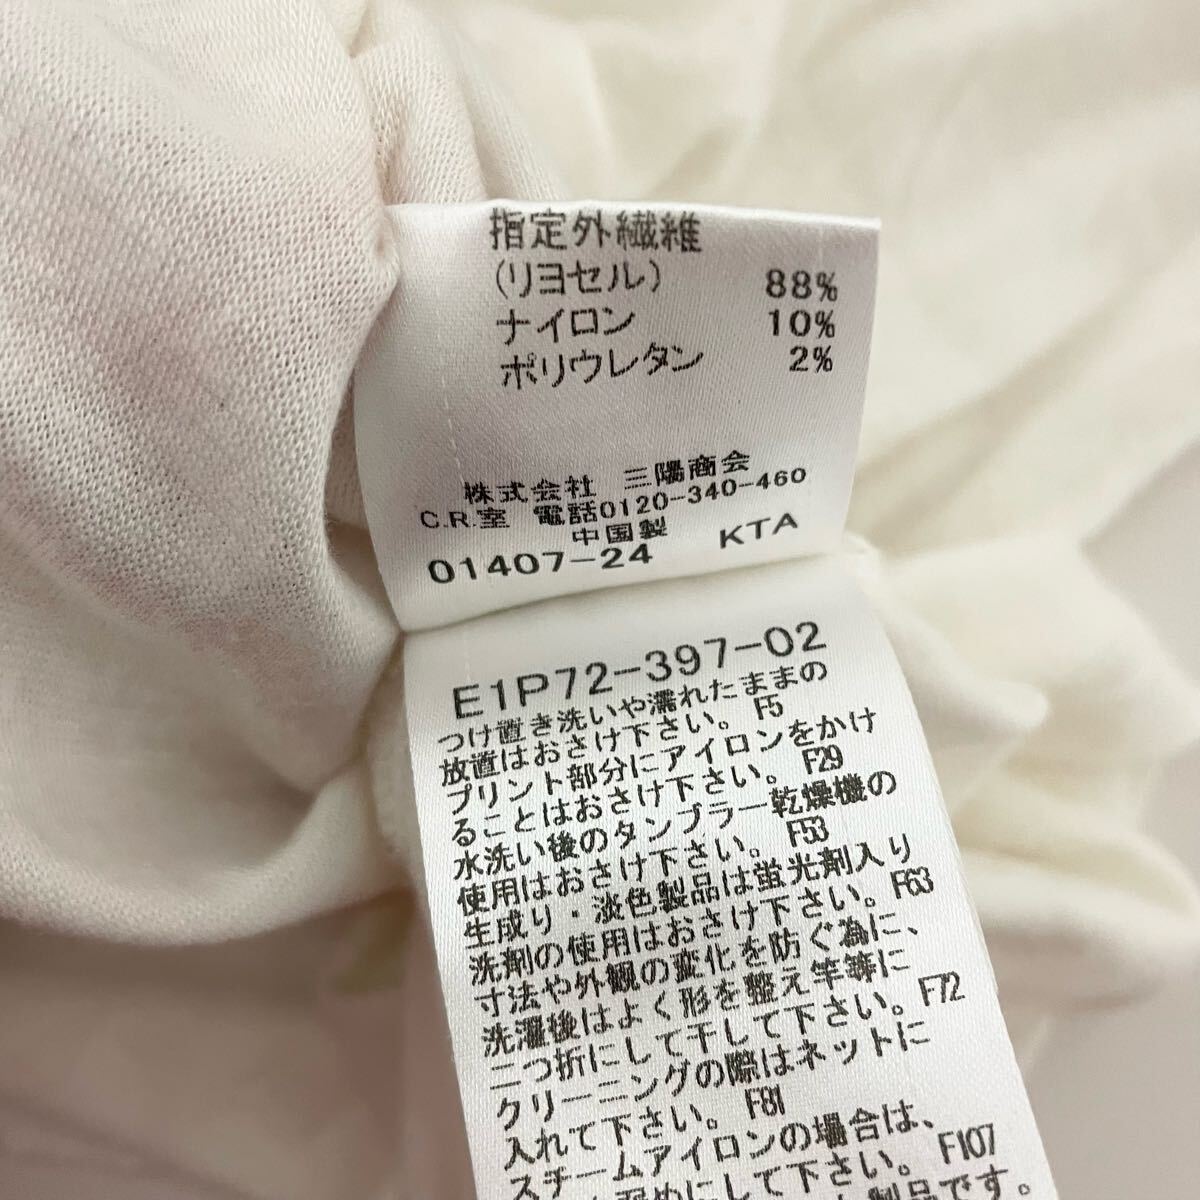 指定外繊維
(リヨセル) 88%
ナイロン 10%
ポリウレタン 2%
株式会社 三陽商会
C.R.室 電話0120-340-460
中国製
01407-24 KTA
E1P72-397-02
つけ置き洗いや濡れたままの
放置はおさけ下さい。F5
プリント部分にアイロンをかけ
ることはおさけ下さい。F29
水洗い後のタンブラー乾燥機の
使用はおさけ下さい。F53
生成り・淡色製品は蛍光剤入り
洗剤の使用はおさけ下さい。F63
寸法や外観の変化を防ぐ為に、
洗濯後はよく形を整え竿等に
二つ折にして干して下さい。F72
クリーニングの際はネットに
入れて下さい。F81
スチームアイロンの場合は、
にして下さい。F107
製品です。